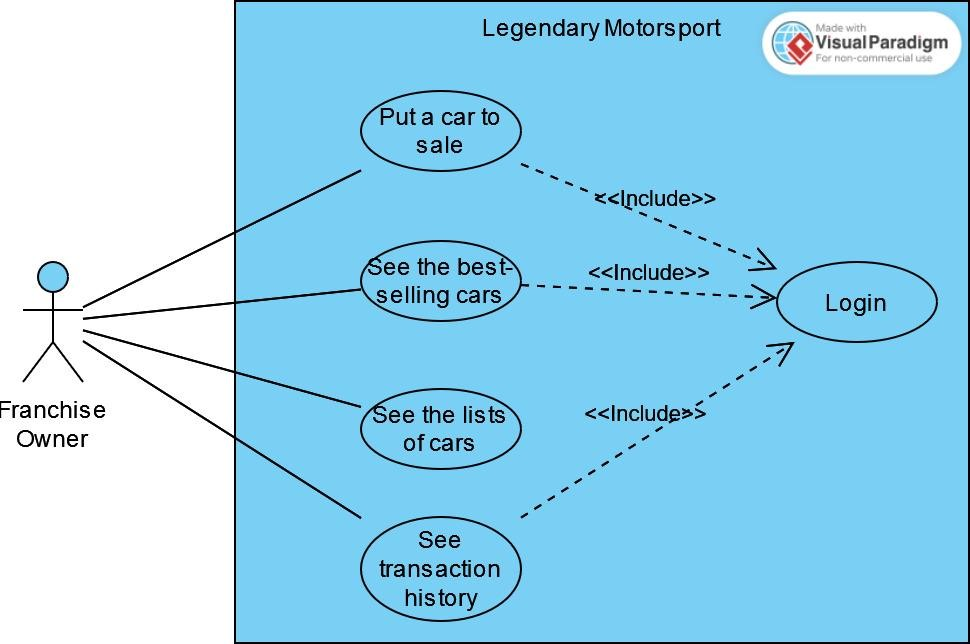 Legendary Motorsport
Made with
Visual Paradigm
For non-commercial use
Put a car to
sale
<<Include>>
See the best-
selling cars
<<Include>>
Login
Franchise
Owner
See the lists
of cars
<<Include>>
See
transaction
history